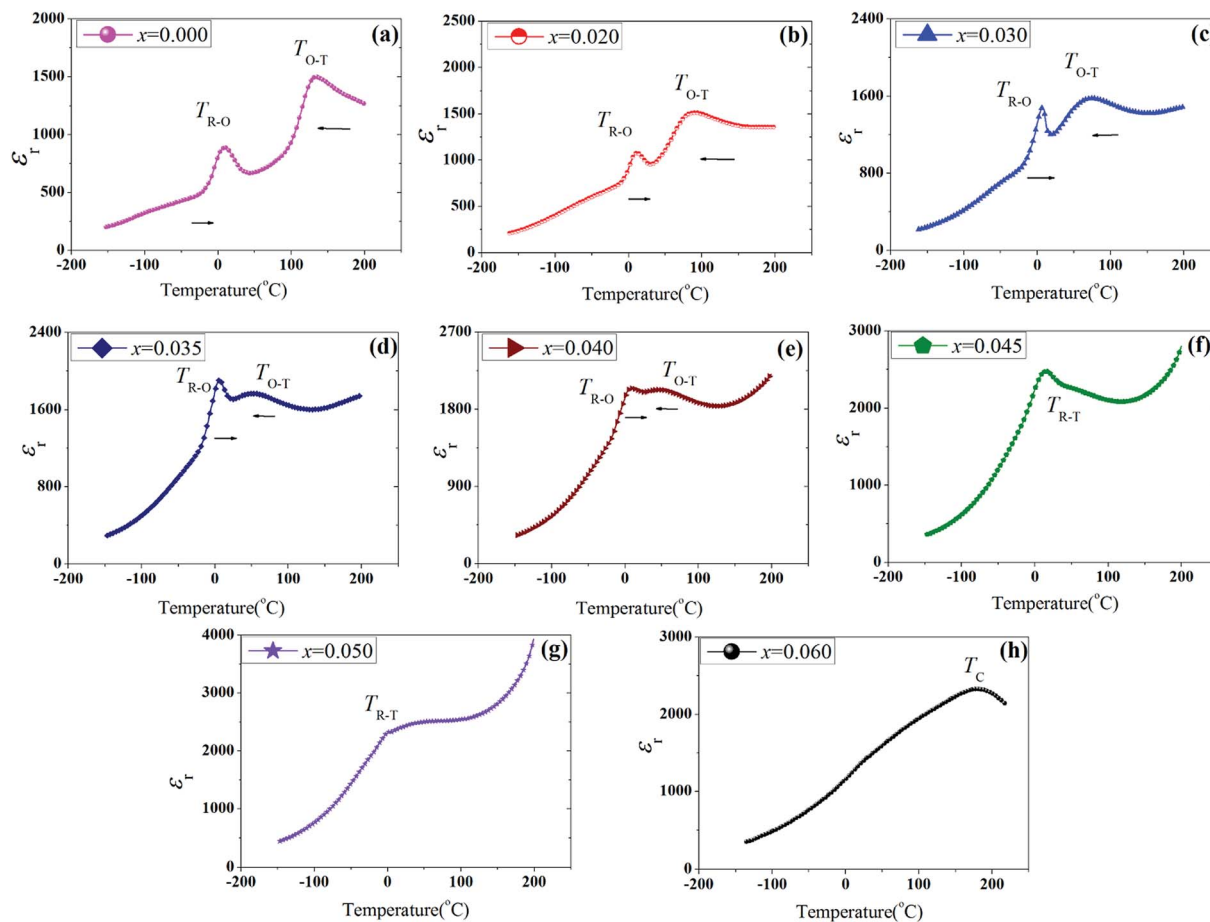 (a)
x=0.000
T_R-O
T_O-T
ε_r
2000
1500
1000
500
0
-200 -100 0 100 200
Temperature(°C)
(b)
x=0.020
T_R-O
T_O-T
ε_r
2500
2000
1500
1000
500
0
-200 -100 0 100 200
Temperature(°C)
(c)
x=0.030
T_R-O
T_O-T
ε_r
2400
1600
800
0
-200 -100 0 100 200
Temperature(°C)
(d)
x=0.035
T_R-O
T_O-T
ε_r
2400
1600
800
0
-200 -100 0 100 200
Temperature(°C)
(e)
x=0.040
T_R-O
T_O-T
ε_r
2700
1800
900
0
-200 -100 0 100 200
Temperature(°C)
(f)
x=0.045
T_R-T
ε_r
3000
2000
1000
0
-200 -100 0 100 200
Temperature(°C)
(g)
x=0.050
T_R-T
ε_r
4000
3000
2000
1000
0
-200 -100 0 100 200
Temperature(°C)
(h)
x=0.060
T_C
ε_r
3000
2000
1000
0
-200 -100 0 100 200
Temperature(°C)